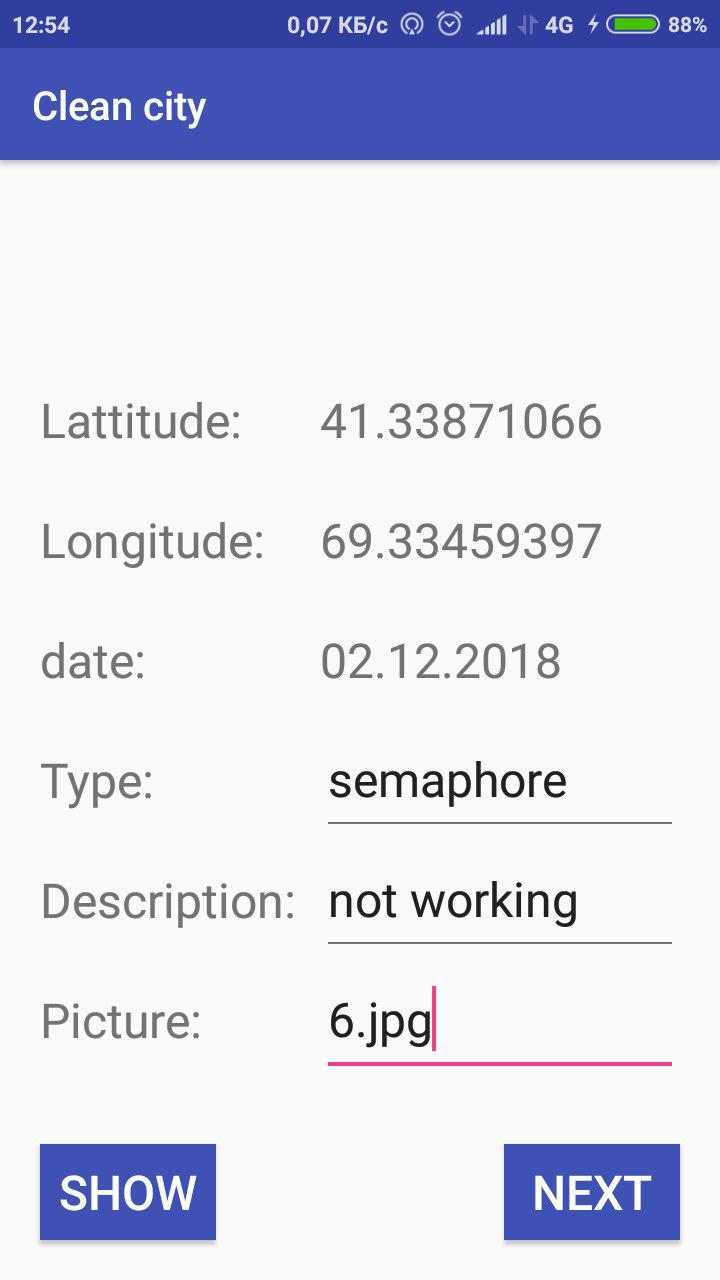 12:54 0,07 КБ/с 4G 88%
Clean city
Lattitude: 41.33871066
Longitude: 69.33459397
date: 02.12.2018
Type: semaphore
Description: not working
Picture: 6.jpg
SHOW NEXT